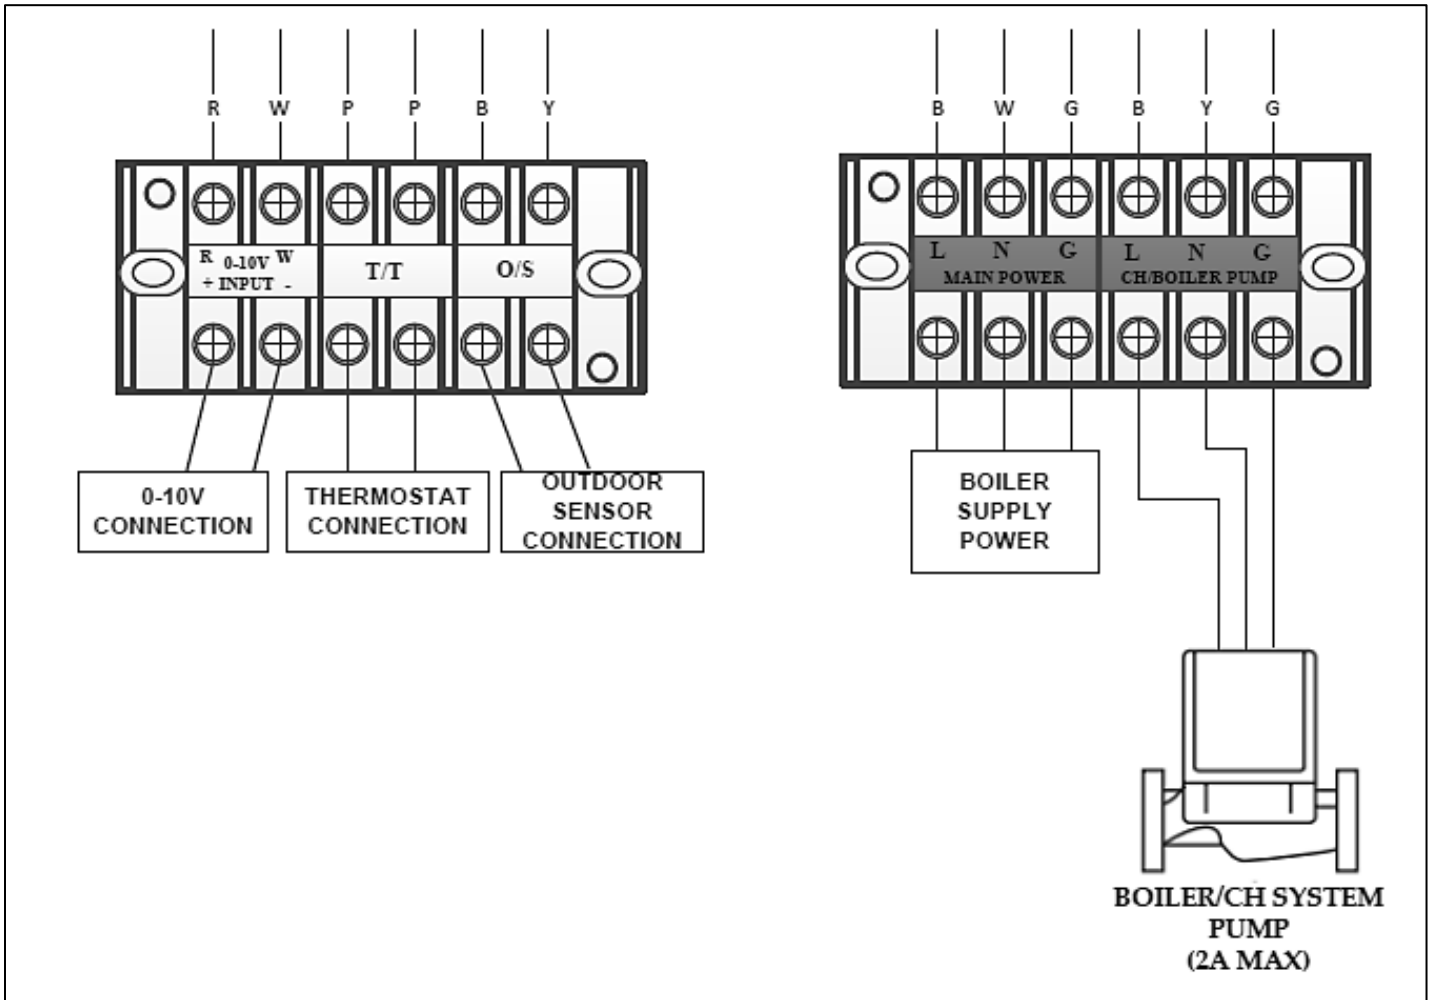 R W P P B Y
R 0-10V W
+ INPUT -
T/T
O/S
0-10V
CONNECTION
THERMOSTAT
CONNECTION
OUTDOOR
SENSOR
CONNECTION
B W G B Y G
L N G
MAIN POWER
L N G
CH/BOILER PUMP
BOILER
SUPPLY
POWER
BOILER/CH SYSTEM
PUMP
(2A MAX)